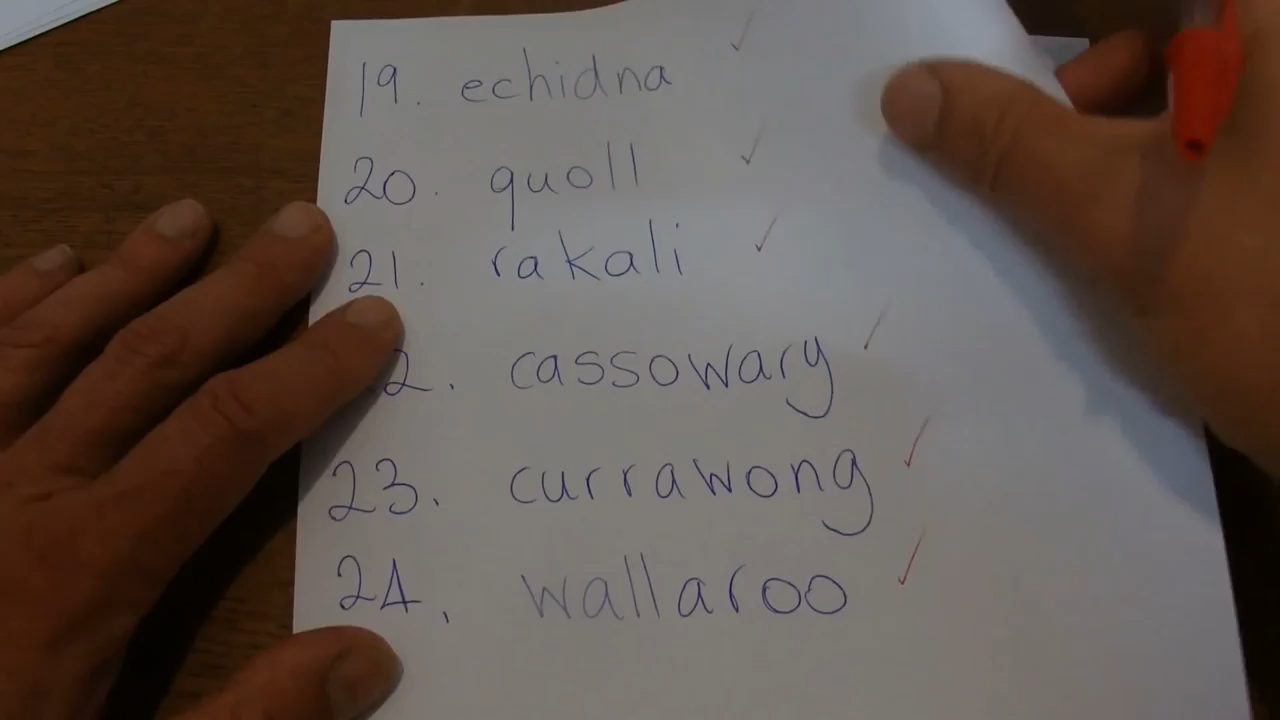 19. echidna
20. quoll
21. rakali
2. cassowary
23. currawong
24. wallaroo